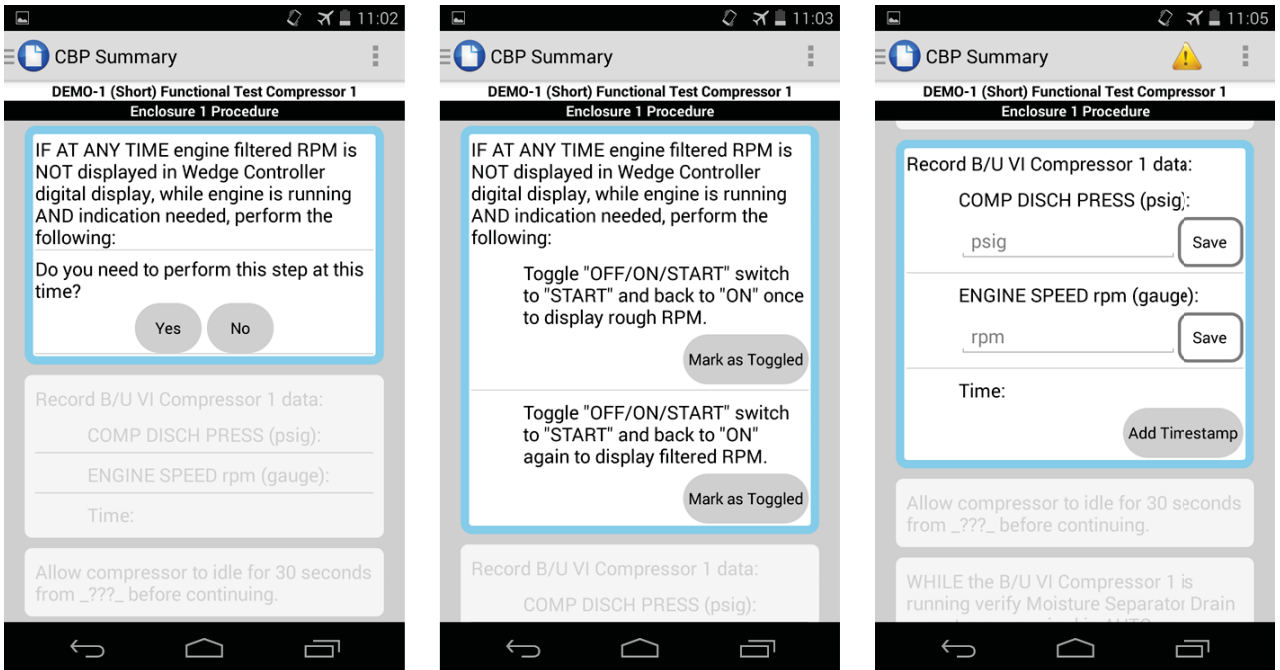 11:02
CBP Summary
DEMO-1 (Short) Functional Test Compressor 1
Enclosure 1 Procedure
IF AT ANY TIME engine filtered RPM is
NOT displayed in Wedge Controller
digital display, while engine is running
AND indication needed, perform the
following:
Do you need to perform this step at this
time?
Yes No
Record B/U VI Compressor 1 data:
COMP DISCH PRESS (psig):
ENGINE SPEED rpm (gauge):
Time:
Allow compressor to idle for 30 seconds
from _???_ before continuing.
11:03
CBP Summary
DEMO-1 (Short) Functional Test Compressor 1
Enclosure 1 Procedure
IF AT ANY TIME engine filtered RPM is
NOT displayed in Wedge Controller
digital display, while engine is running
AND indication needed, perform the
following:
Toggle "OFF/ON/START" switch
to "START" and back to "ON" once
to display rough RPM.
Mark as Toggled
Toggle "OFF/ON/START" switch
to "START" and back to "ON"
again to display filtered RPM.
Mark as Toggled
Record B/U VI Compressor 1 data:
COMP DISCH PRESS (psig):
11:05
CBP Summary
DEMO-1 (Short) Functional Test Compressor 1
Enclosure 1 Procedure
Record B/U VI Compressor 1 data:
COMP DISCH PRESS (psig):
psig Save
ENGINE SPEED rpm (gauge):
rpm Save
Time:
Add Timestamp
Allow compressor to idle for 30 seconds
from _???_ before continuing.
WHILE the B/U VI Compressor 1 is
running verify Moisture Separator Drain